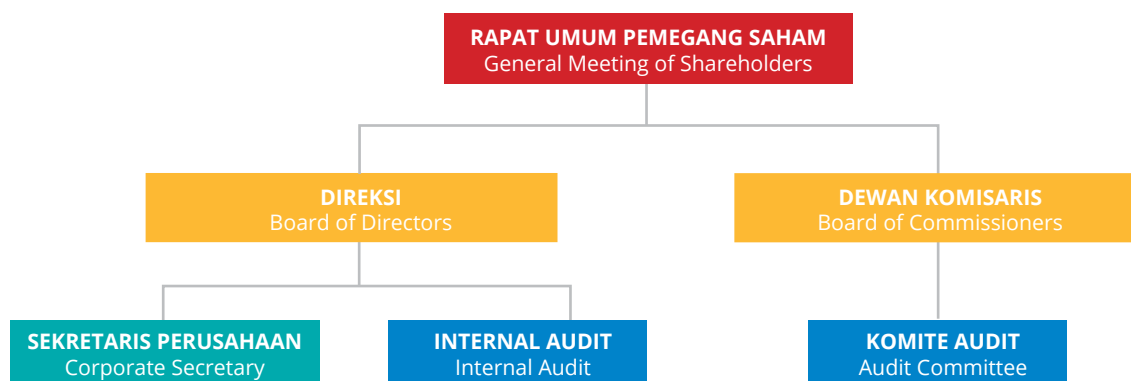 RAPAT UMUM PEMEGANG SAHAM
General Meeting of Shareholders
DIREKSI
Board of Directors
DEWAN KOMISARIS
Board of Commissioners
SEKRETARIS PERUSAHAAN
Corporate Secretary
INTERNAL AUDIT
Internal Audit
KOMITE AUDIT
Audit Committee